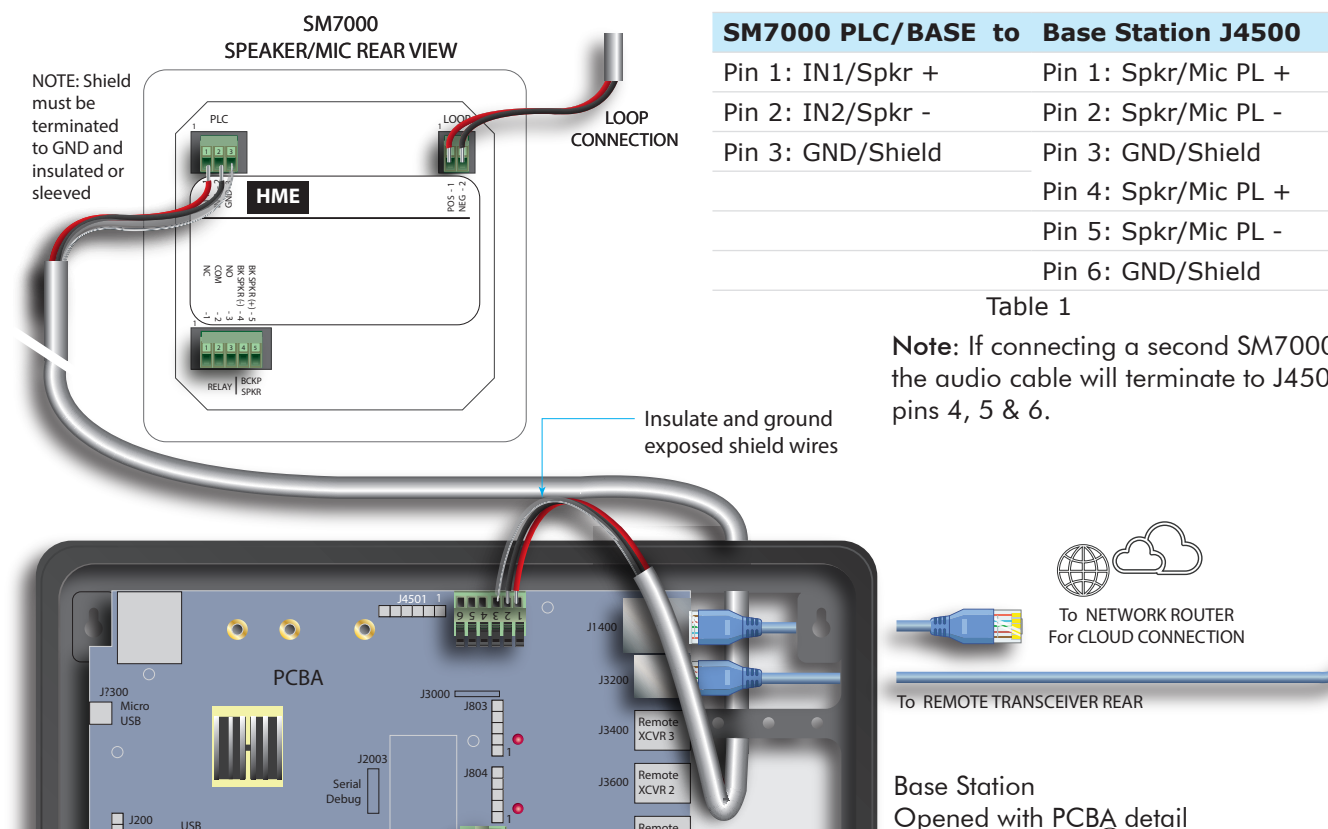 SM7000
SPEAKER/MIC REAR VIEW
NOTE: Shield
must be
terminated
to GND and
insulated or
sleeved
PLC
1
1 2 3
LOOP
1
LOOP
CONNECTION
HME
GND- 3
POS - 1
NEG - 2
NC -1
COM - 2
NO - 3
BK SPKR (-) - 4
BK SPKR (+) - 5
1
1 2 3 4 5
RELAY
BCKP
SPKR
SM7000 PLC/BASE to Base Station J4500
Pin 1: IN1/Spkr + Pin 1: Spkr/Mic PL +
Pin 2: IN2/Spkr - Pin 2: Spkr/Mic PL -
Pin 3: GND/Shield Pin 3: GND/Shield
Pin 4: Spkr/Mic PL +
Pin 5: Spkr/Mic PL -
Pin 6: GND/Shield
Table 1
Note: If connecting a second SM7000
the audio cable will terminate to J450
pins 4, 5 & 6.
Insulate and ground
exposed shield wires
J4501 1
6 5 4 3 2 1
J1400
PCBA
J3200
J?300
Micro
USB
J3000
J803
1
J3400
Remote
XCVR 3
J2003
Serial
Debug
J804
1
J3600
Remote
XCVR 2
J200
USB
Remote
To NETWORK ROUTER
For CLOUD CONNECTION
To REMOTE TRANSCEIVER REAR
Base Station
Opened with PCBA detail